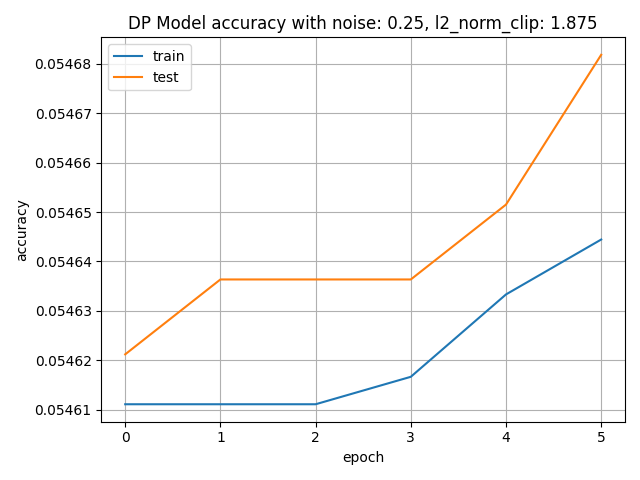 DP Model accuracy with noise: 0.25, l2_norm_clip: 1.875
train
test
0.05468
0.05467
0.05466
0.05465
0.05464
0.05463
0.05462
0.05461
accuracy
0 1 2 3 4 5
epoch